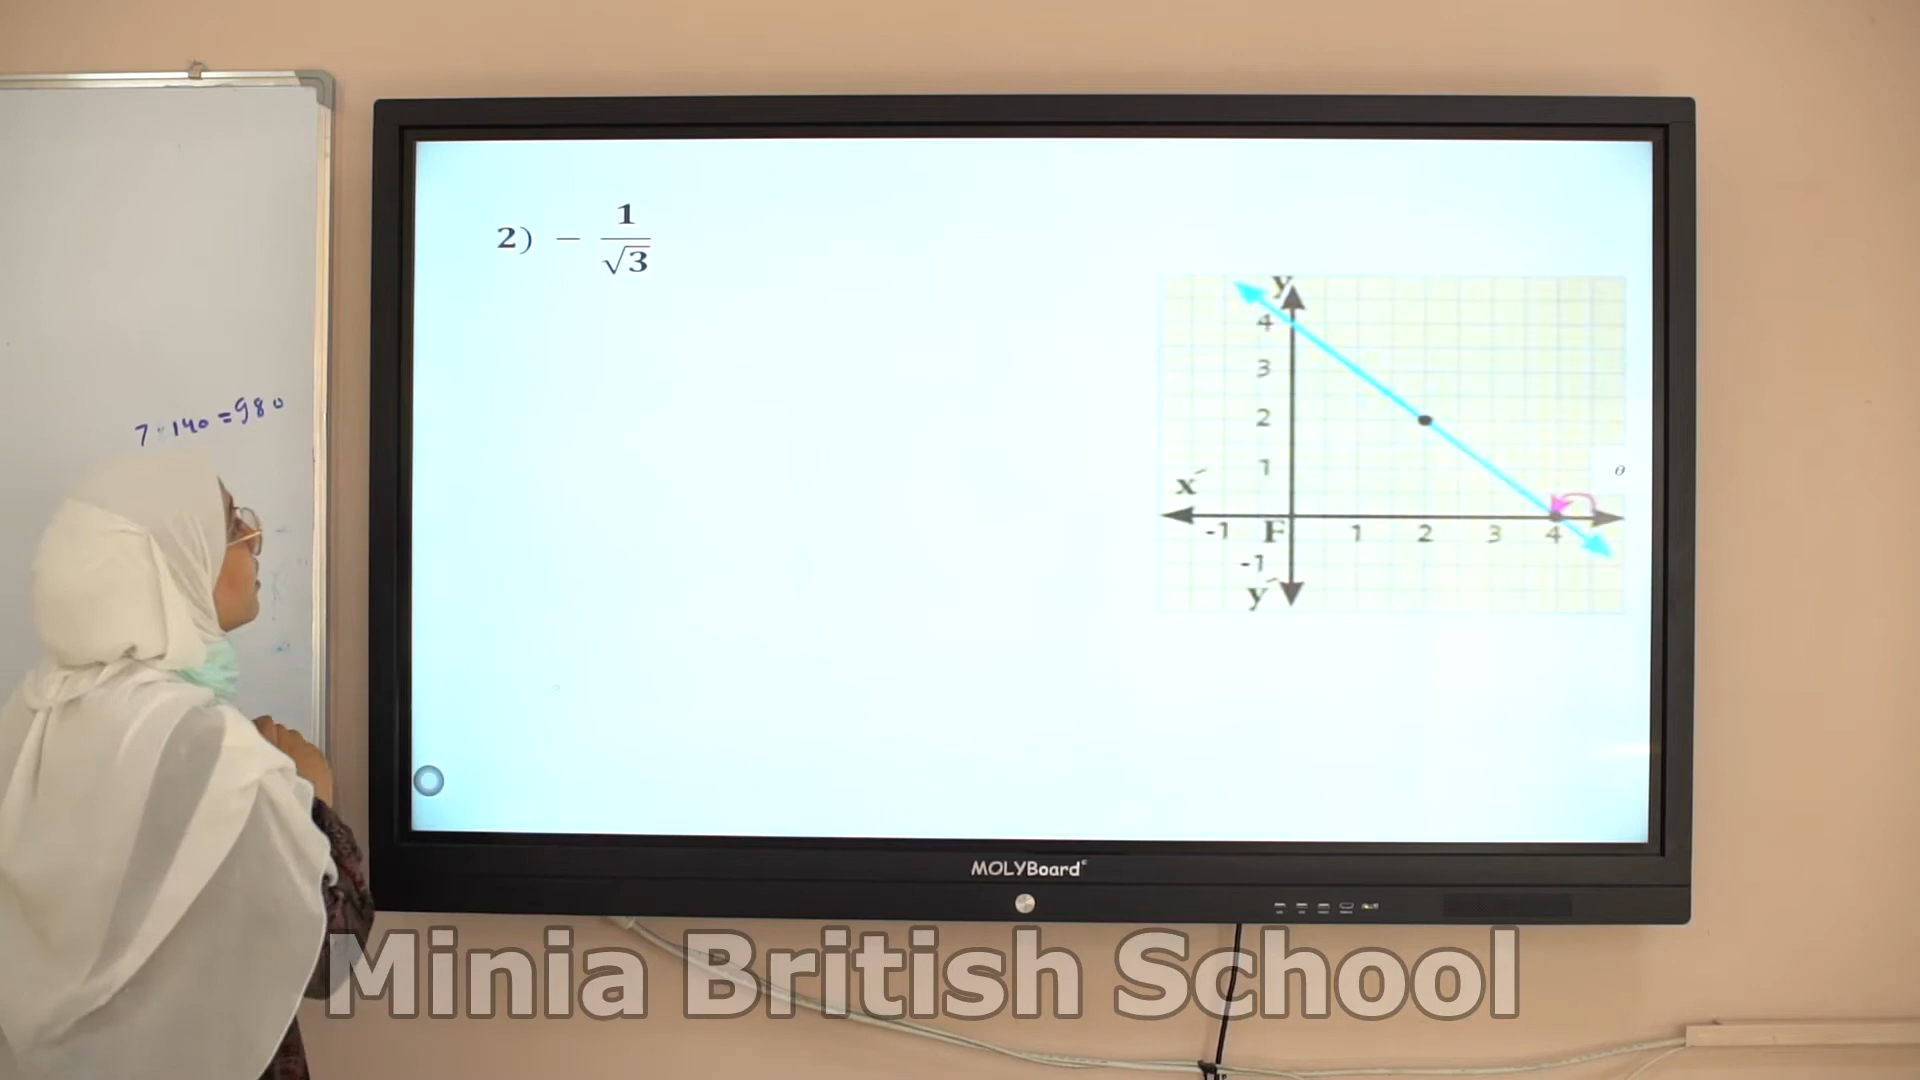 2) - 1/√3
y
4
3
2
1
θ
x´
-1 F 1 2 3 4
-1
y´
7·140=980
MOLYBoard
Minia British School